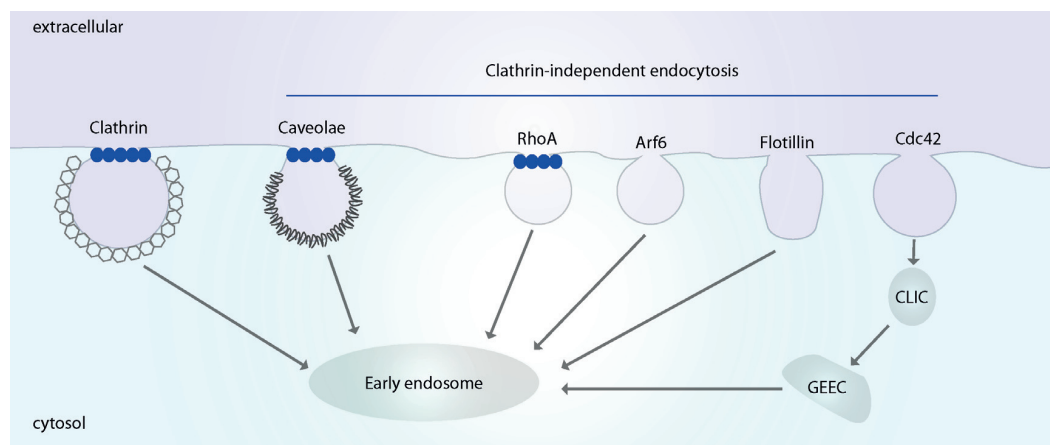 extracellular
Clathrin-independent endocytosis
Clathrin
Caveolae
RhoA
Arf6
Flotillin
Cdc42
CLIC
Early endosome
GEEC
cytosol